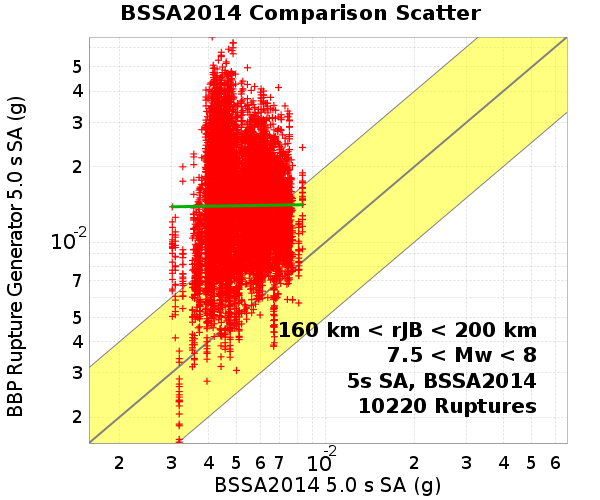 BSSA2014 Comparison Scatter
BBP Rupture Generator 5.0 s SA (g)
5
4
3
2
10-2
7
5
4
3
2
160 km < rJB < 200 km
7.5 < Mw < 8
5s SA, BSSA2014
10220 Ruptures
2 3 4 5 6 7 10-2 2 3 4 5 6
BSSA2014 5.0 s SA (g)